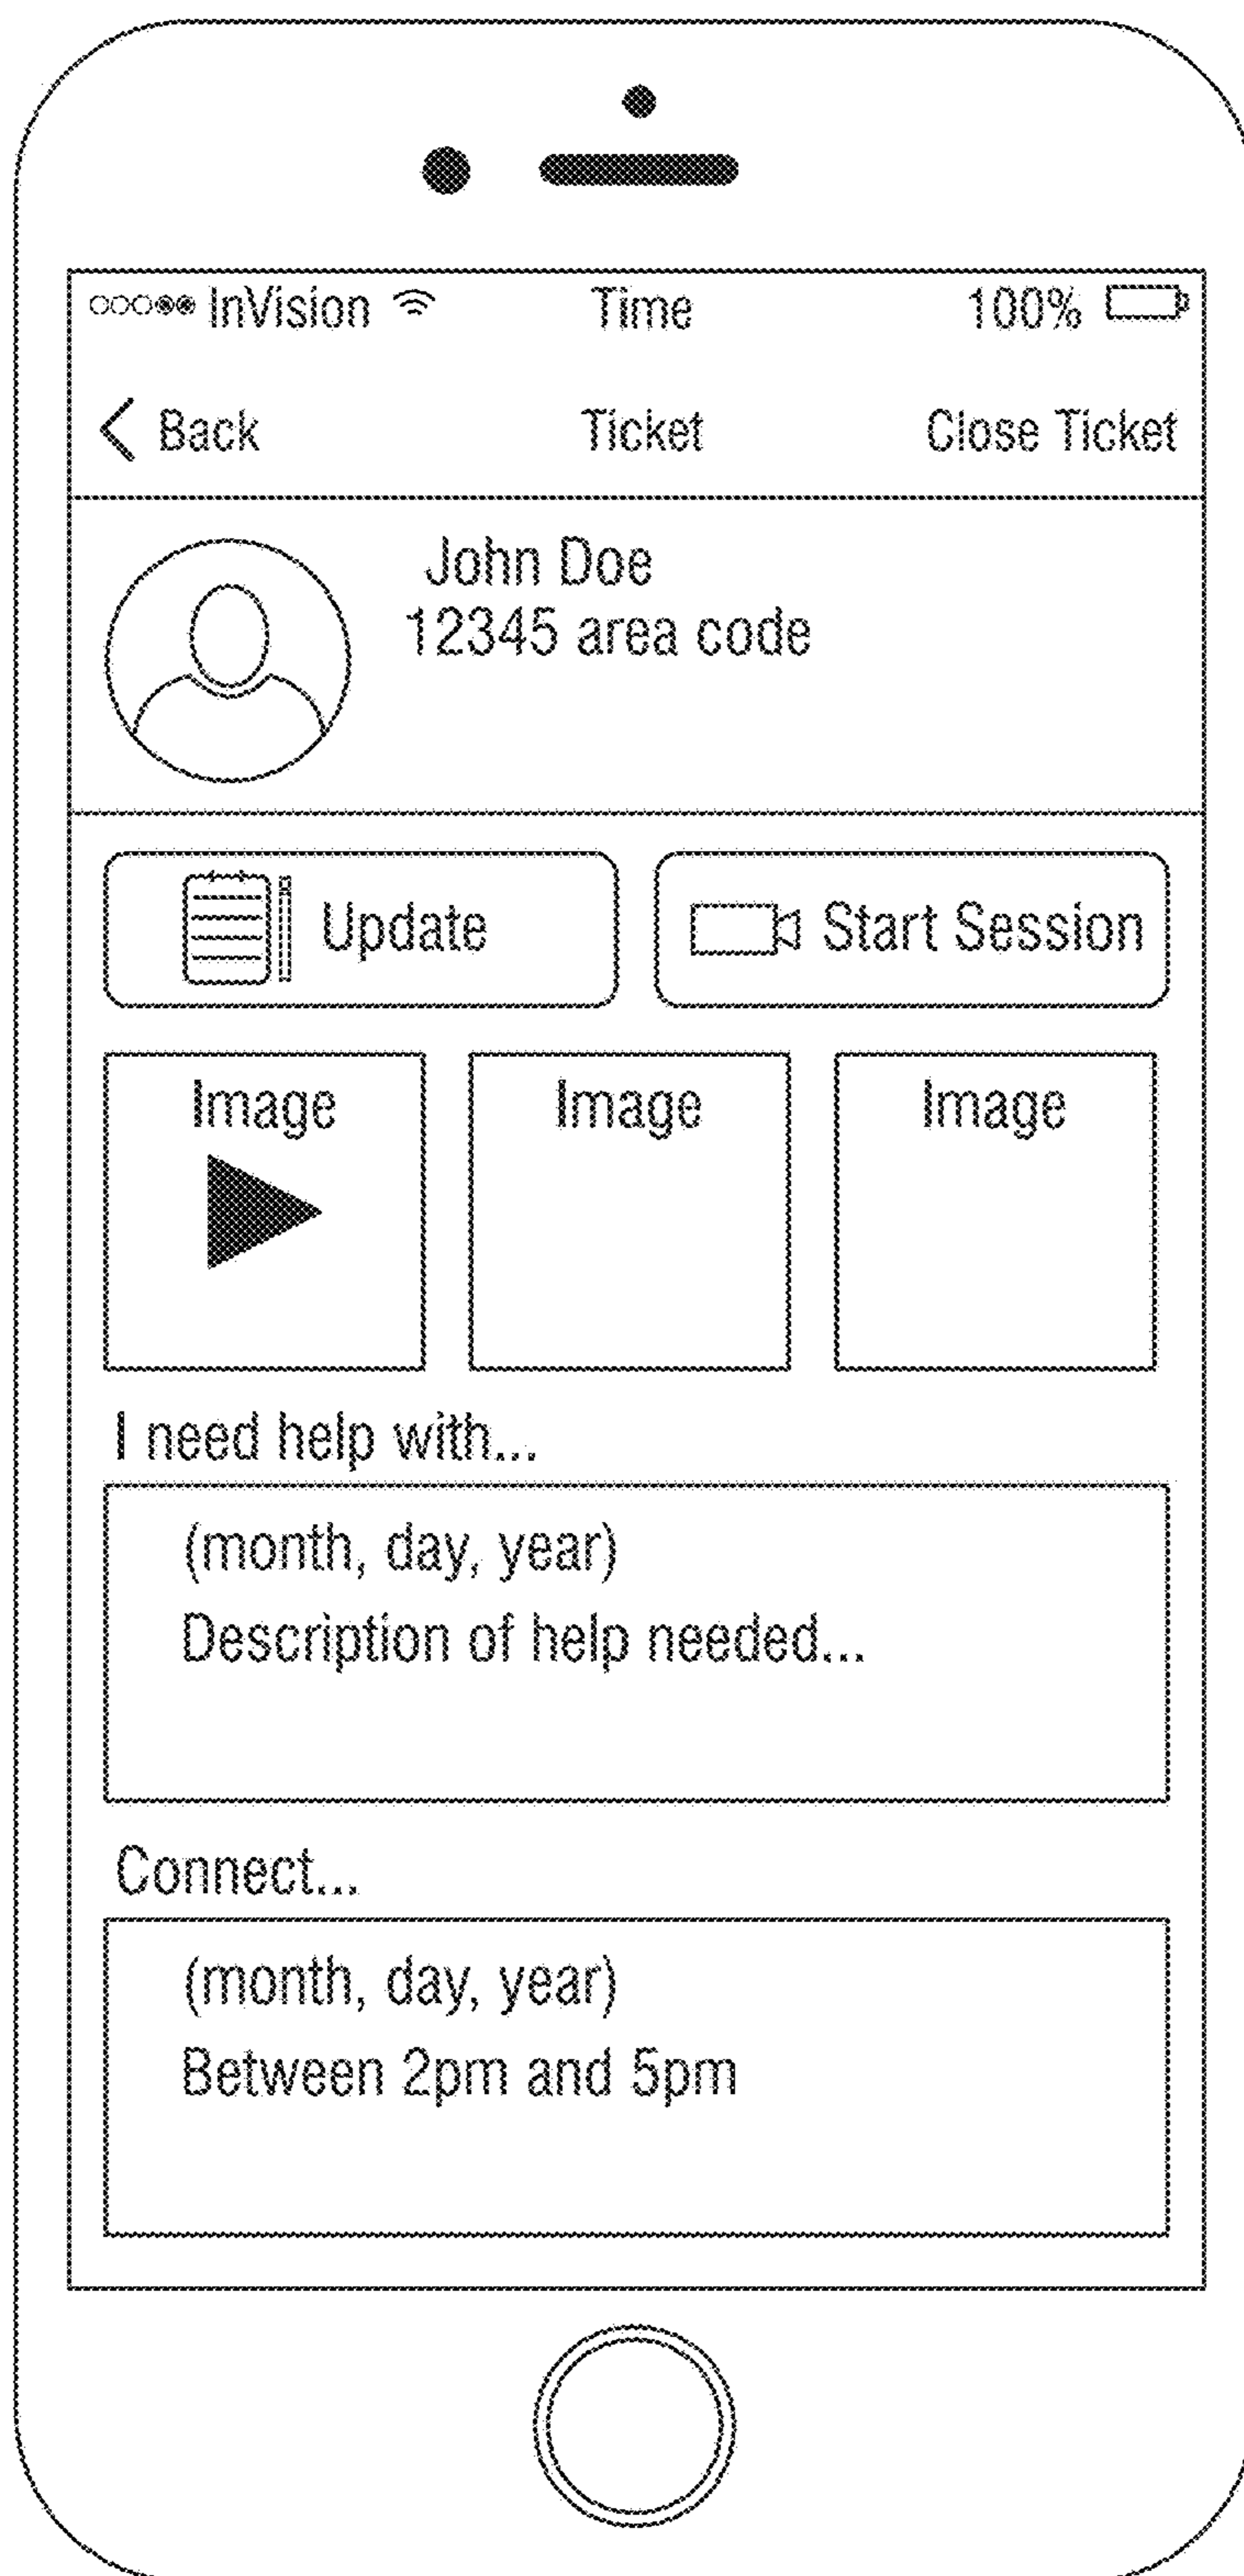 InVision Time 100%
Back Ticket Close Ticket
John Doe
12345 area code
Update Start Session
Image Image Image
I need help with...
(month, day, year)
Description of help needed...
Connect...
(month, day, year)
Between 2pm and 5pm